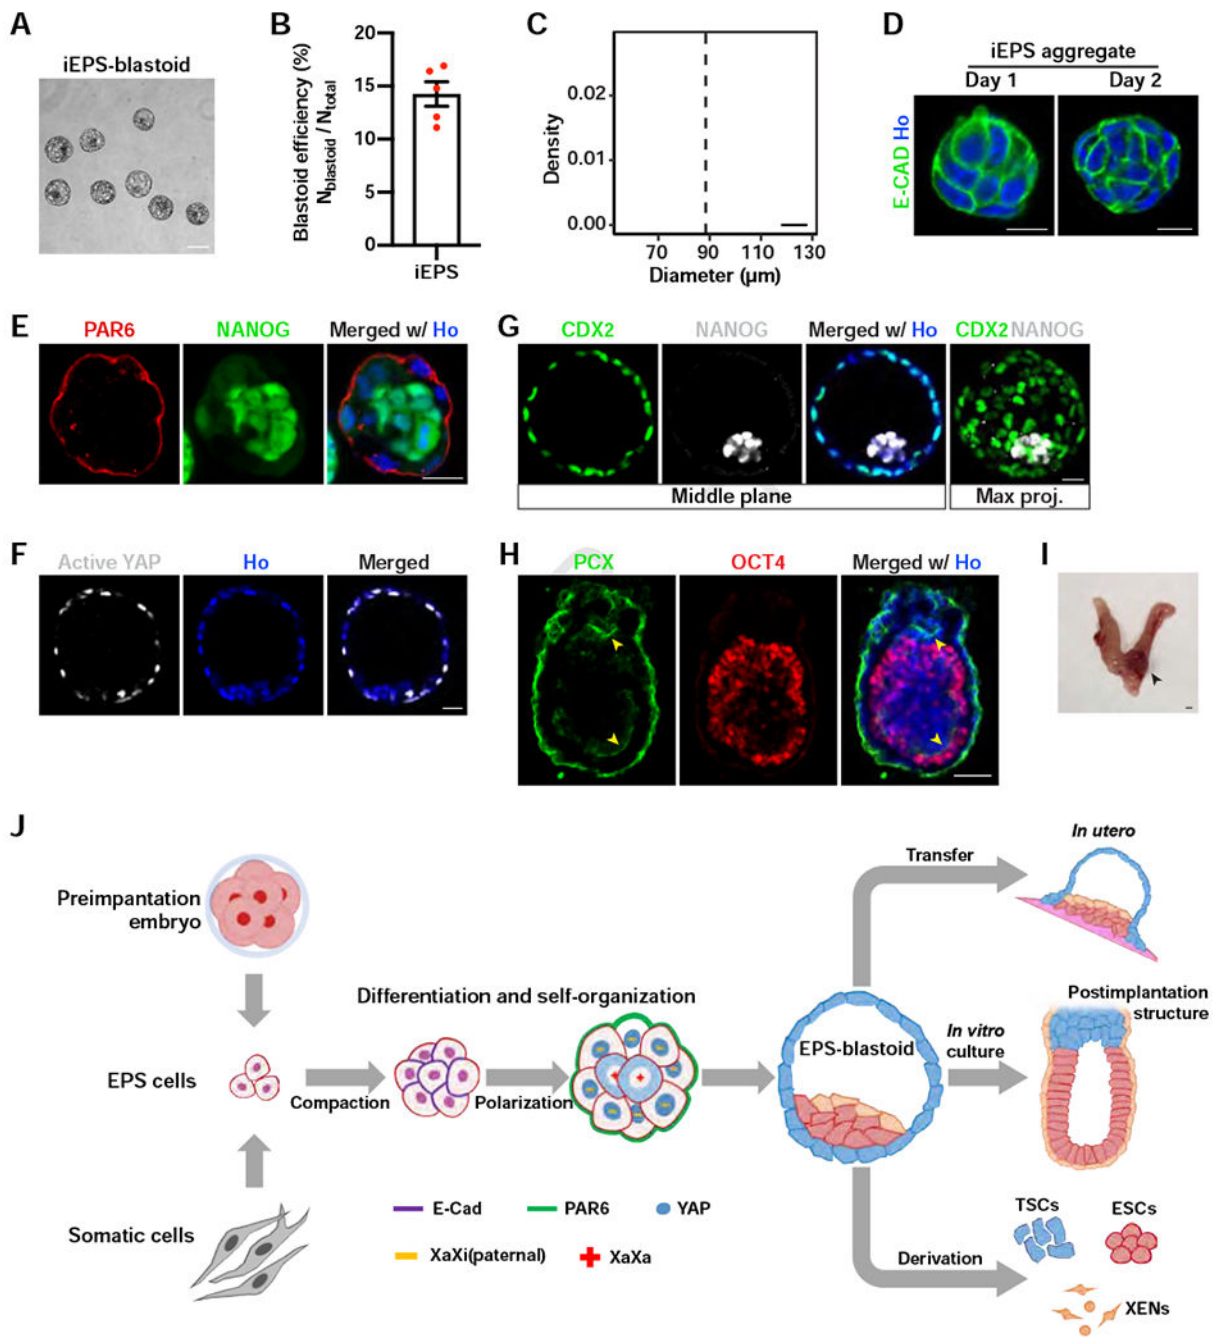 A
iEPS-blastoid
B
Blastoid efficiency (%)
N_blastoid / N_total
20
15
10
5
0
iEPS
C
Density
0.02
0.01
0.00
70 90 110 130
Diameter (µm)
D
iEPS aggregate
Day 1 Day 2
E-CAD Ho
E
PAR6 NANOG Merged w/ Ho
G
CDX2 NANOG Merged w/ Ho CDX2 NANOG
Middle plane Max proj.
F
Active YAP Ho Merged
H
PCX OCT4 Merged w/ Ho
I
J
Preimpantation
embryo
EPS cells
Somatic cells
Differentiation and self-organization
Compaction
Polarization
EPS-blastoid
Transfer
In utero
In vitro
culture
Postimplantation
structure
Derivation
TSCs ESCs
XENs
E-Cad PAR6 YAP
XaXi(paternal) XaXa